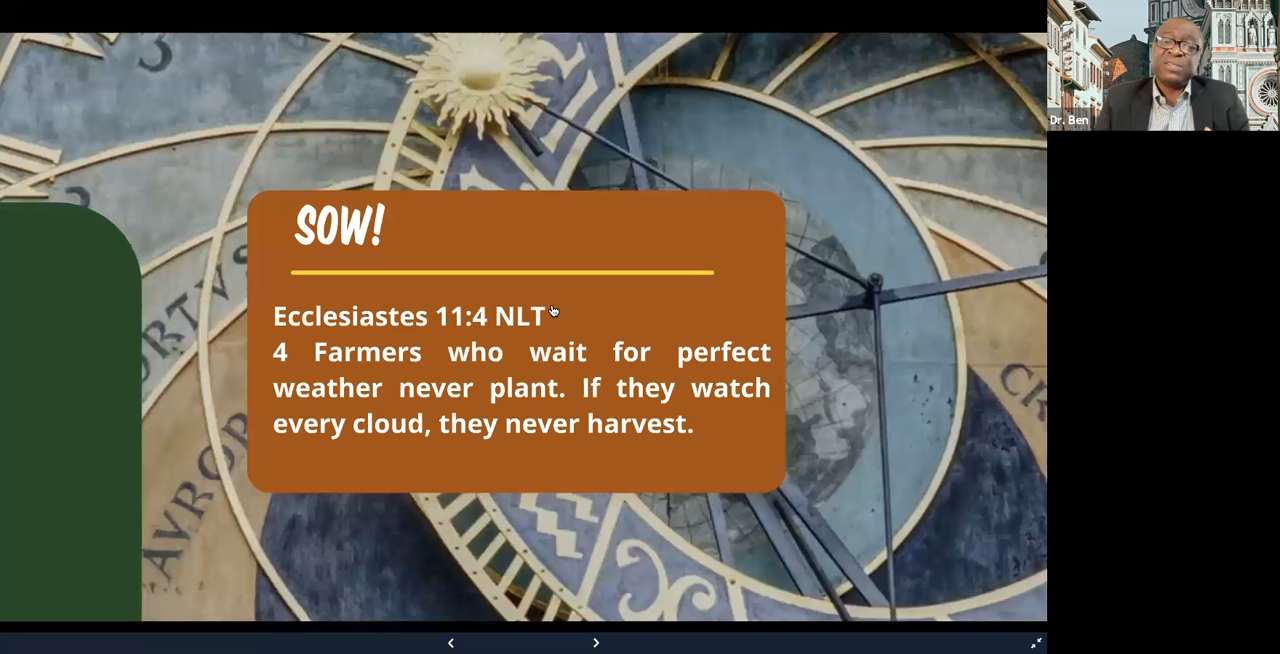 SOW!
Ecclesiastes 11:4 NLT
4 Farmers who wait for perfect
weather never plant. If they watch
every cloud, they never harvest.
Dr. Ben
AVROR